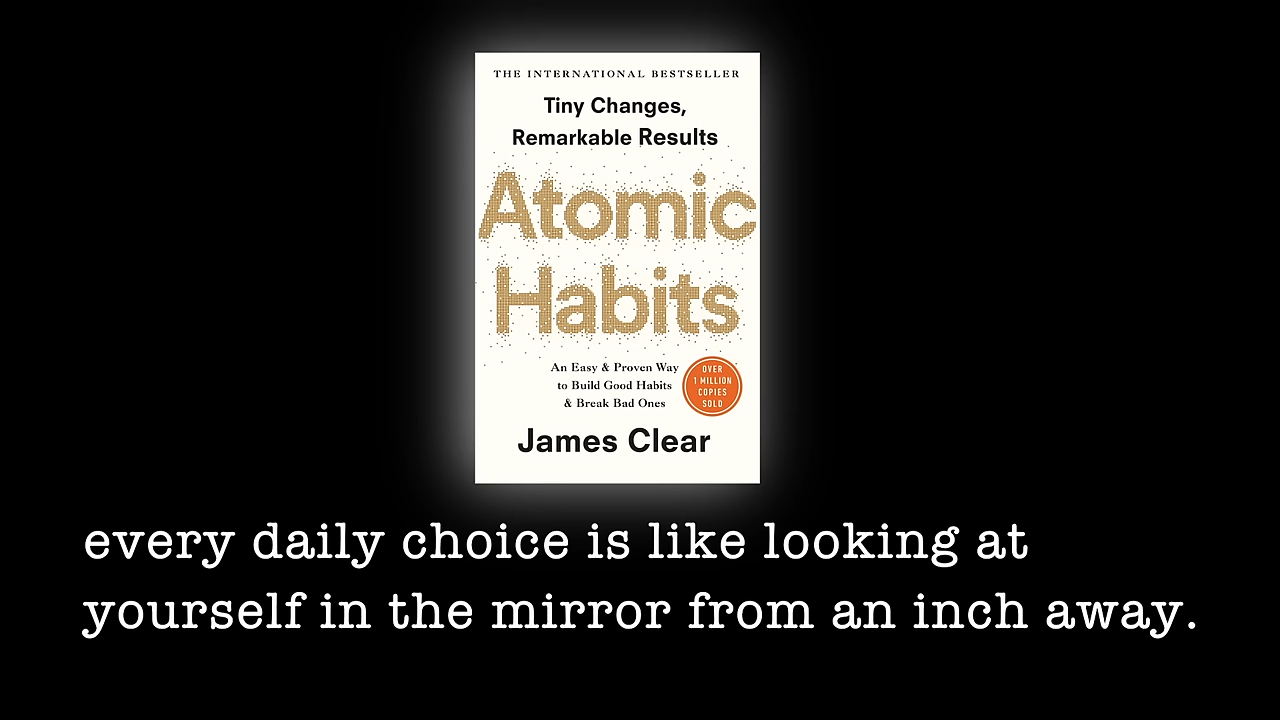 THE INTERNATIONAL BESTSELLER
Tiny Changes,
Remarkable Results
Atomic
Habits
An Easy & Proven Way
to Build Good Habits
& Break Bad Ones
OVER
1 MILLION
COPIES
SOLD
James Clear
every daily choice is like looking at
yourself in the mirror from an inch away.